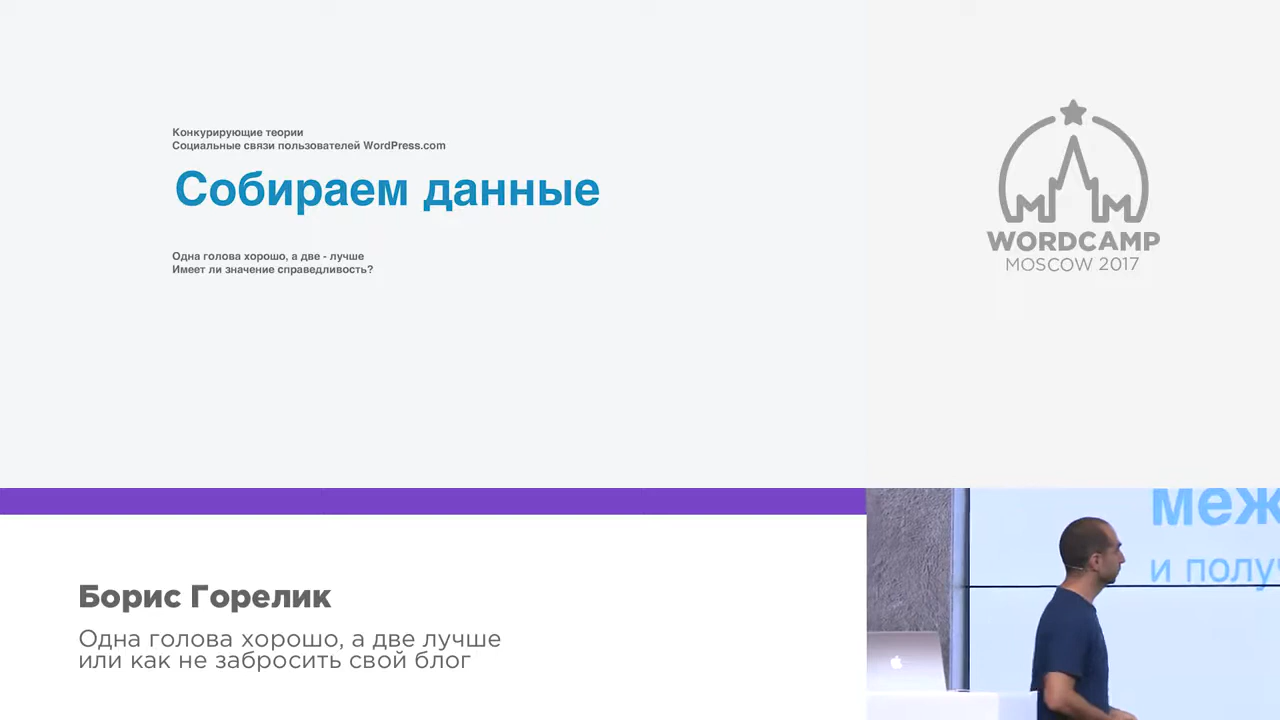 Конкурирующие теории
Социальные связи пользователей WordPress.com
Собираем данные
Одна голова хорошо, а две - лучше
Имеет ли значение справедливость?
WORDCAMP
MOSCOW 2017
Борис Горелик
Одна голова хорошо, а две лучше
или как не забросить свой блог
меж
и полу